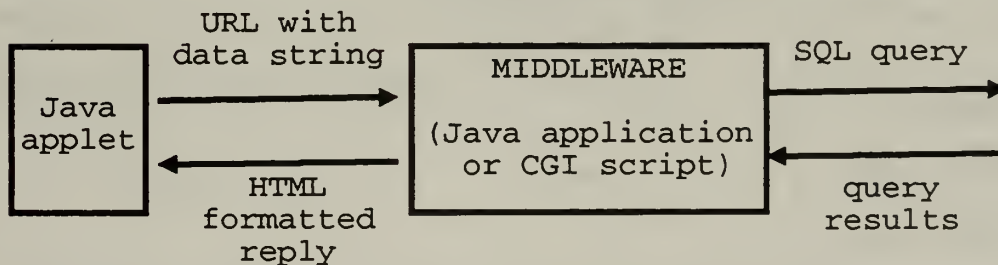 URL with
data string
Java
applet
HTML
formatted
reply
MIDDLEWARE
(Java application
or CGI script)
SQL query
query
results